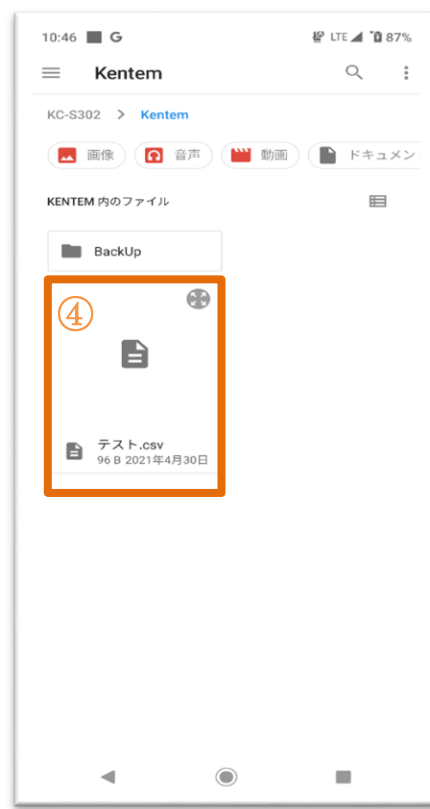 10:46 G LTE 87%
Kentem
KC-S302 > Kentem
画像 音声 動画 ドキュメン
KENTEM 内のファイル
BackUp
④
テスト.csv
96 B 2021年4月30日